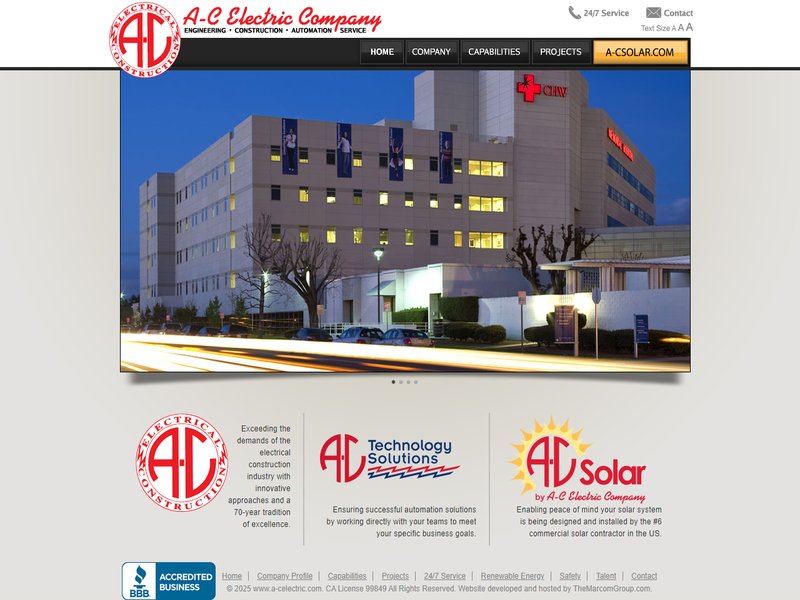 ELECTRICAL
A-C
CONSTRUCTION
A-C Electric Company
ENGINEERING • CONSTRUCTION • AUTOMATION • SERVICE
24/7 Service
Contact
Text Size A A A
HOME
COMPANY
CAPABILITIES
PROJECTS
A-CSOLAR.COM
CHW
ELECTRICAL
A-C
CONSTRUCTION
Exceeding the
demands of the
electrical
construction
industry with
innovative
approaches and a
70-year tradition
of excellence.
A-C Technology
Solutions
Ensuring successful automation solutions
by working directly with your teams to meet
your specific business goals.
A-C Solar
by A-C Electric Company
Enabling peace of mind your solar system
is being designed and installed by the #6
commercial solar contractor in the US.
BBB
ACCREDITED
BUSINESS
Home | Company Profile | Capabilities | Projects | 24/7 Service | Renewable Energy | Safety | Talent | Contact
© 2025 www.a-celectric.com. CA License 99849 All Rights Reserved. Website developed and hosted by TheMarcomGroup.com.